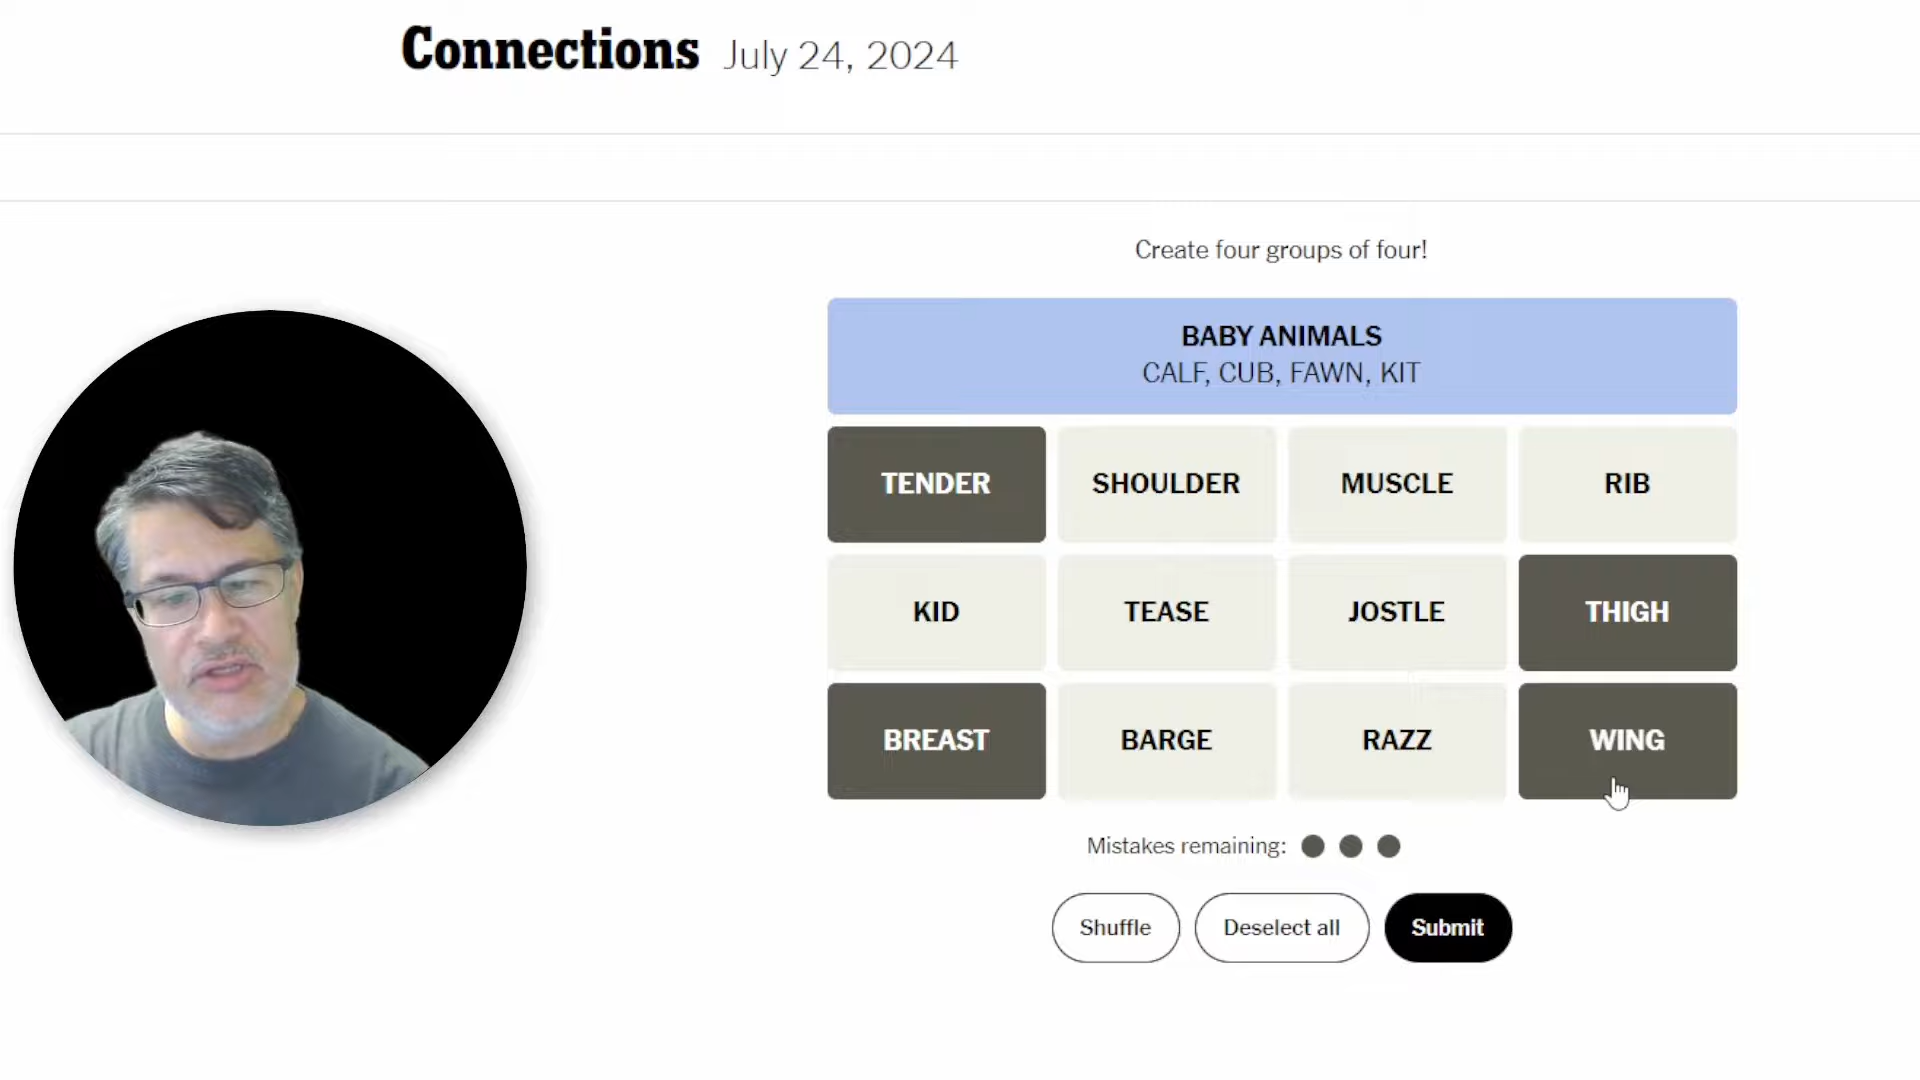 Connections July 24, 2024
Create four groups of four!
BABY ANIMALS
CALF, CUB, FAWN, KIT
TENDER SHOULDER MUSCLE RIB
KID TEASE JOSTLE THIGH
BREAST BARGE RAZZ WING
Mistakes remaining:
Shuffle Deselect all Submit